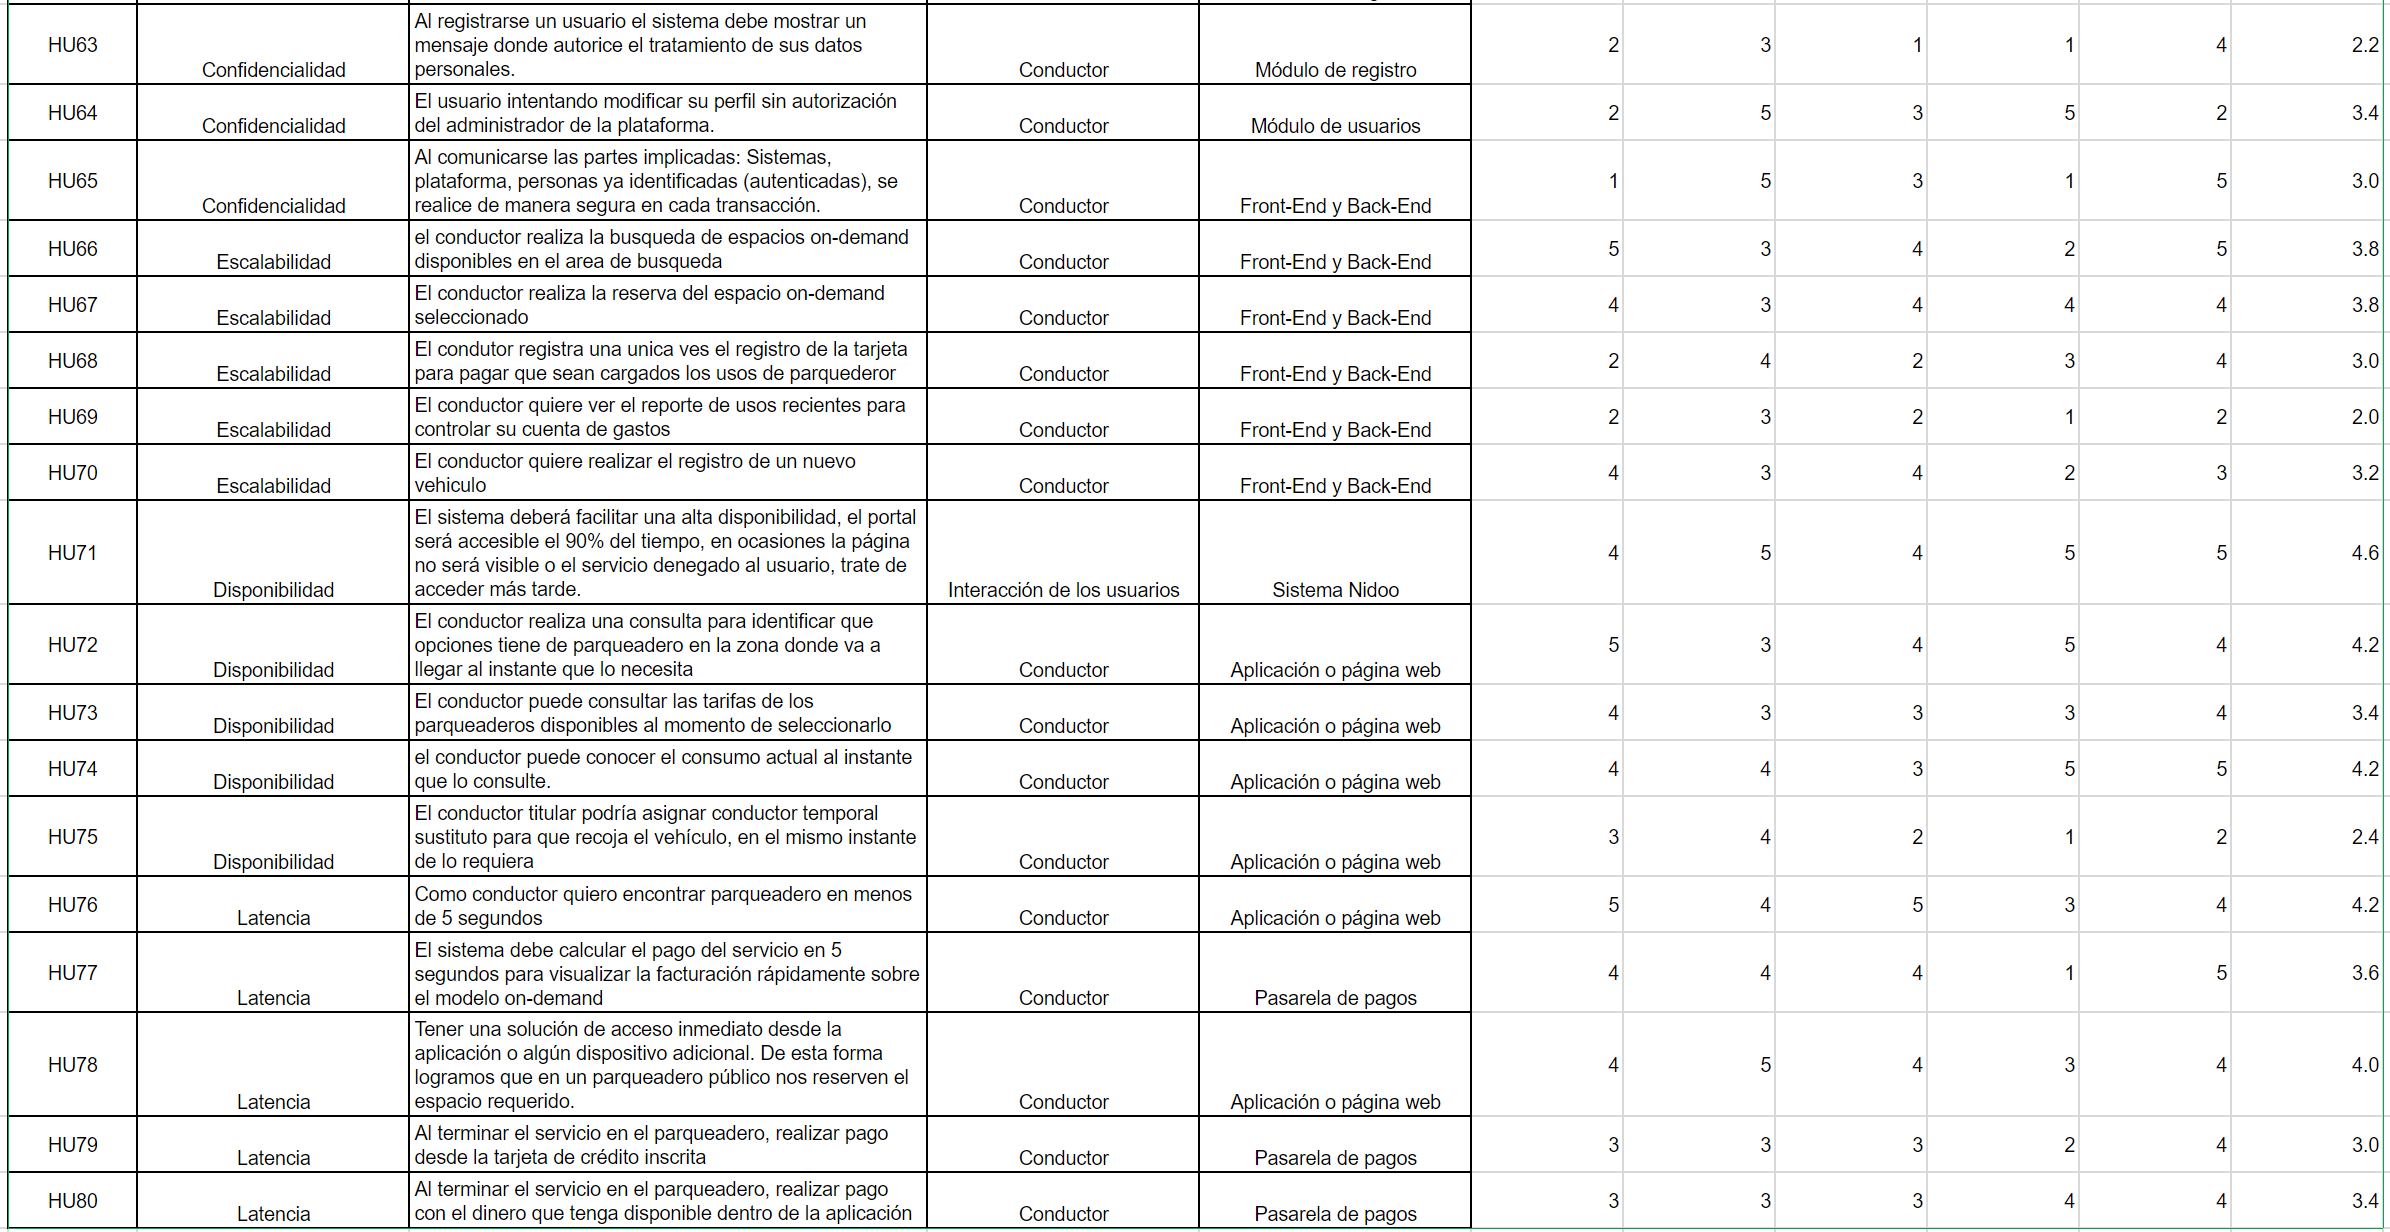 HU63
Confidencialidad
Al registrarse un usuario el sistema debe mostrar un
mensaje donde autorice el tratamiento de sus datos
personales.
Conductor
Módulo de registro
2 3 1 1 4 2.2
HU64
Confidencialidad
El usuario intentando modificar su perfil sin autorización
del administrador de la plataforma.
Conductor
Módulo de usuarios
2 5 3 5 2 3.4
HU65
Confidencialidad
Al comunicarse las partes implicadas: Sistemas,
plataforma, personas ya identificadas (autenticadas), se
realice de manera segura en cada transacción.
Conductor
Front-End y Back-End
1 5 3 1 5 3.0
HU66
Escalabilidad
el conductor realiza la busqueda de espacios on-demand
disponibles en el area de busqueda
Conductor
Front-End y Back-End
5 3 4 2 5 3.8
HU67
Escalabilidad
El conductor realiza la reserva del espacio on-demand
seleccionado
Conductor
Front-End y Back-End
4 3 4 4 4 3.8
HU68
Escalabilidad
El condutor registra una unica ves el registro de la tarjeta
para pagar que sean cargados los usos de parquederor
Conductor
Front-End y Back-End
2 4 2 3 4 3.0
HU69
Escalabilidad
El conductor quiere ver el reporte de usos recientes para
controlar su cuenta de gastos
Conductor
Front-End y Back-End
2 3 2 1 2 2.0
HU70
Escalabilidad
El conductor quiere realizar el registro de un nuevo
vehiculo
Conductor
Front-End y Back-End
4 3 4 2 3 3.2
HU71
Disponibilidad
El sistema deberá facilitar una alta disponibilidad, el portal
será accesible el 90% del tiempo, en ocasiones la página
no será visible o el servicio denegado al usuario, trate de
acceder más tarde.
Interacción de los usuarios
Sistema Nidoo
4 5 4 5 5 4.6
HU72
Disponibilidad
El conductor realiza una consulta para identificar que
opciones tiene de parqueadero en la zona donde va a
llegar al instante que lo necesita
Conductor
Aplicación o página web
5 3 4 5 4 4.2
HU73
Disponibilidad
El conductor puede consultar las tarifas de los
parqueaderos disponibles al momento de seleccionarlo
Conductor
Aplicación o página web
4 3 3 3 4 3.4
HU74
Disponibilidad
el conductor puede conocer el consumo actual al instante
que lo consulte.
Conductor
Aplicación o página web
4 4 3 5 5 4.2
HU75
Disponibilidad
El conductor titular podría asignar conductor temporal
sustituto para que recoja el vehículo, en el mismo instante
de lo requiera
Conductor
Aplicación o página web
3 4 2 1 2 2.4
HU76
Latencia
Como conductor quiero encontrar parqueadero en menos
de 5 segundos
Conductor
Aplicación o página web
5 4 5 3 4 4.2
HU77
Latencia
El sistema debe calcular el pago del servicio en 5
segundos para visualizar la facturación rápidamente sobre
el modelo on-demand
Conductor
Pasarela de pagos
4 4 4 1 5 3.6
HU78
Latencia
Tener una solución de acceso inmediato desde la
aplicación o algún dispositivo adicional. De esta forma
logramos que en un parqueadero público nos reserven el
espacio requerido.
Conductor
Aplicación o página web
4 5 4 3 4 4.0
HU79
Latencia
Al terminar el servicio en el parqueadero, realizar pago
desde la tarjeta de crédito inscrita
Conductor
Pasarela de pagos
3 3 3 2 4 3.0
HU80
Latencia
Al terminar el servicio en el parqueadero, realizar pago
con el dinero que tenga disponible dentro de la aplicación
Conductor
Pasarela de pagos
3 3 3 4 4 3.4